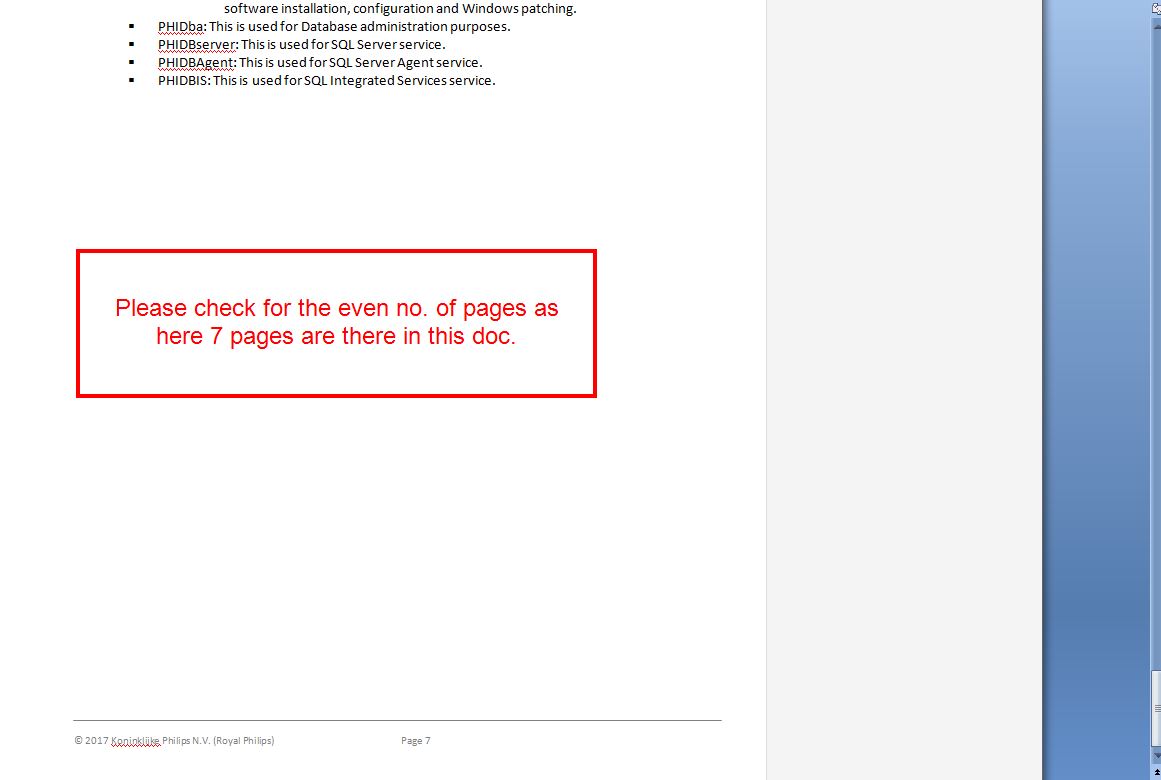 software installation, configuration and Windows patching.
▪ PHIDba: This is used for Database administration purposes.
▪ PHIDBserver: This is used for SQL Server service.
▪ PHIDBAgent: This is used for SQL Server Agent service.
▪ PHIDBIS: This is used for SQL Integrated Services service.
Please check for the even no. of pages as
here 7 pages are there in this doc.
© 2017 Koninklijke Philips N.V. (Royal Philips) Page 7